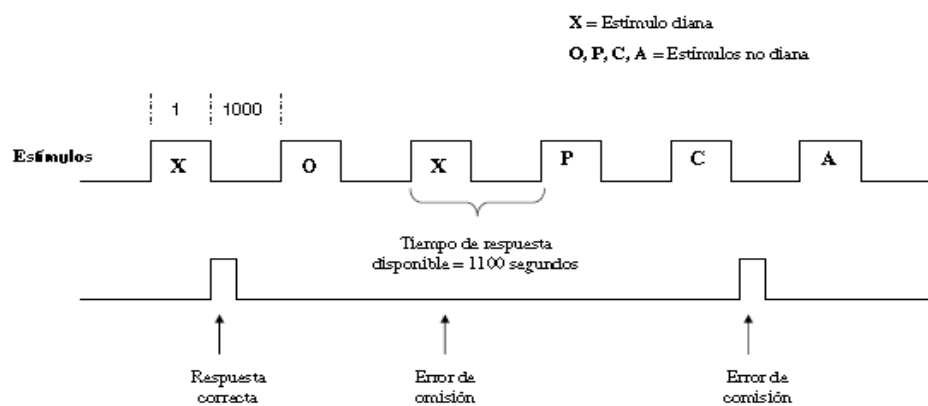 X = Estímulo diana
O, P, C, A = Estímulos no diana
1 1000
Estímulos X O X P C A
Tiempo de respuesta
disponible = 1100 segundos
Respuesta Error de Error de
correcta omisión comisión